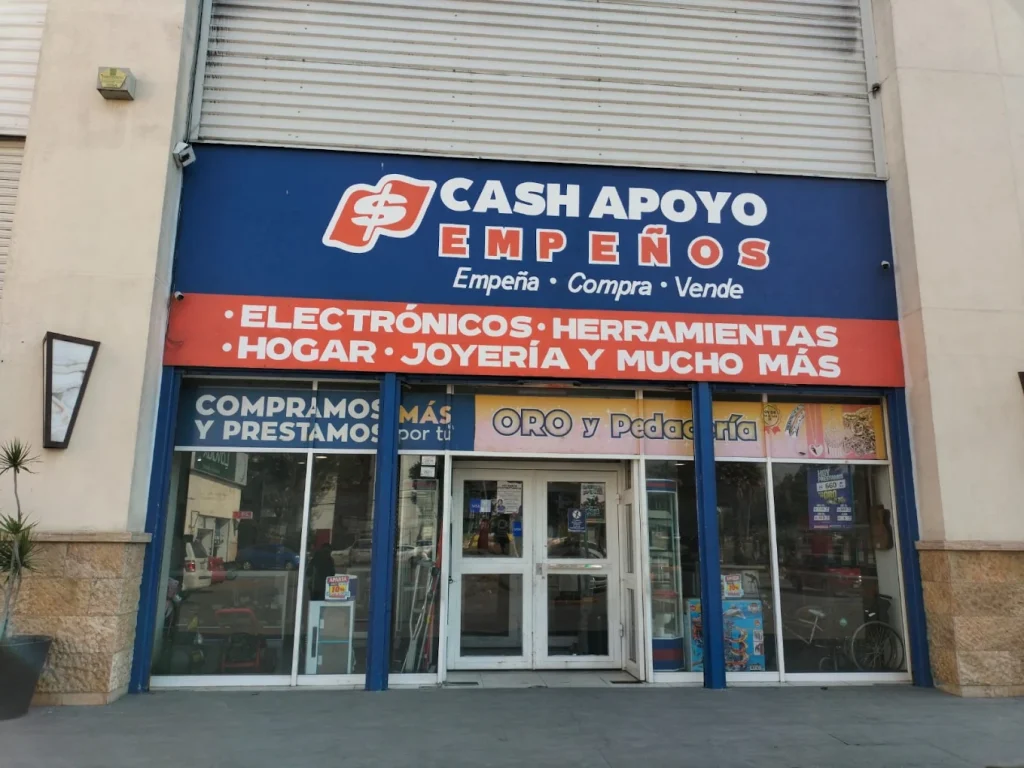 CASH APOYO
EMPEÑOS
Empeña • Compra • Vende
• ELECTRÓNICOS • HERRAMIENTAS
• HOGAR • JOYERÍA Y MUCHO MÁS
COMPRAMOS MÁS
Y PRESTAMOS por tu
ORO y Pedacería